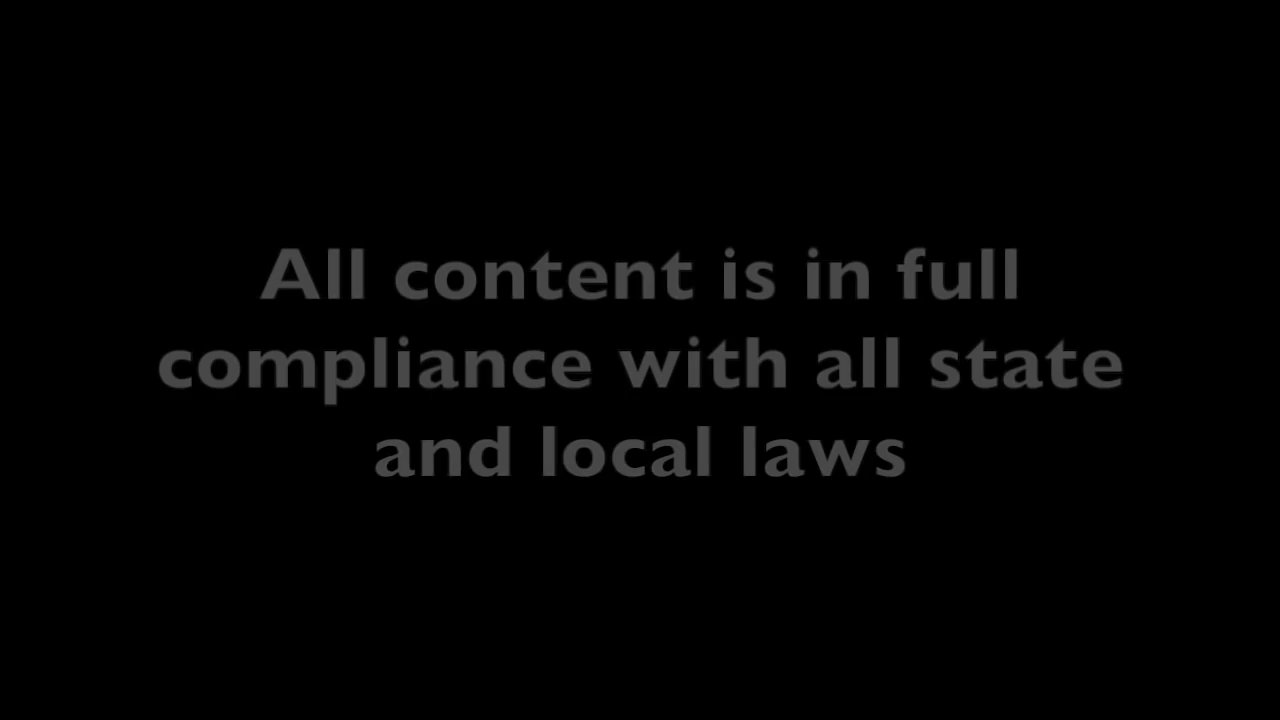 All content is in full
compliance with all state
and local laws